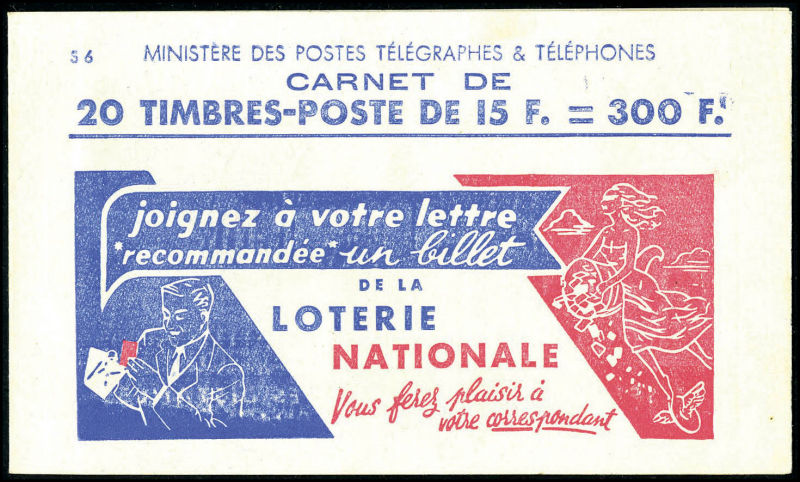 S 6 MINISTÈRE DES POSTES TÉLÉGRAPHES & TÉLÉPHONES
CARNET DE
20 TIMBRES-POSTE DE 15 F. = 300 F.
joignez à votre lettre
"recommandée" un billet
DE LA
LOTERIE
NATIONALE
Vous ferez plaisir à
votre correspondant